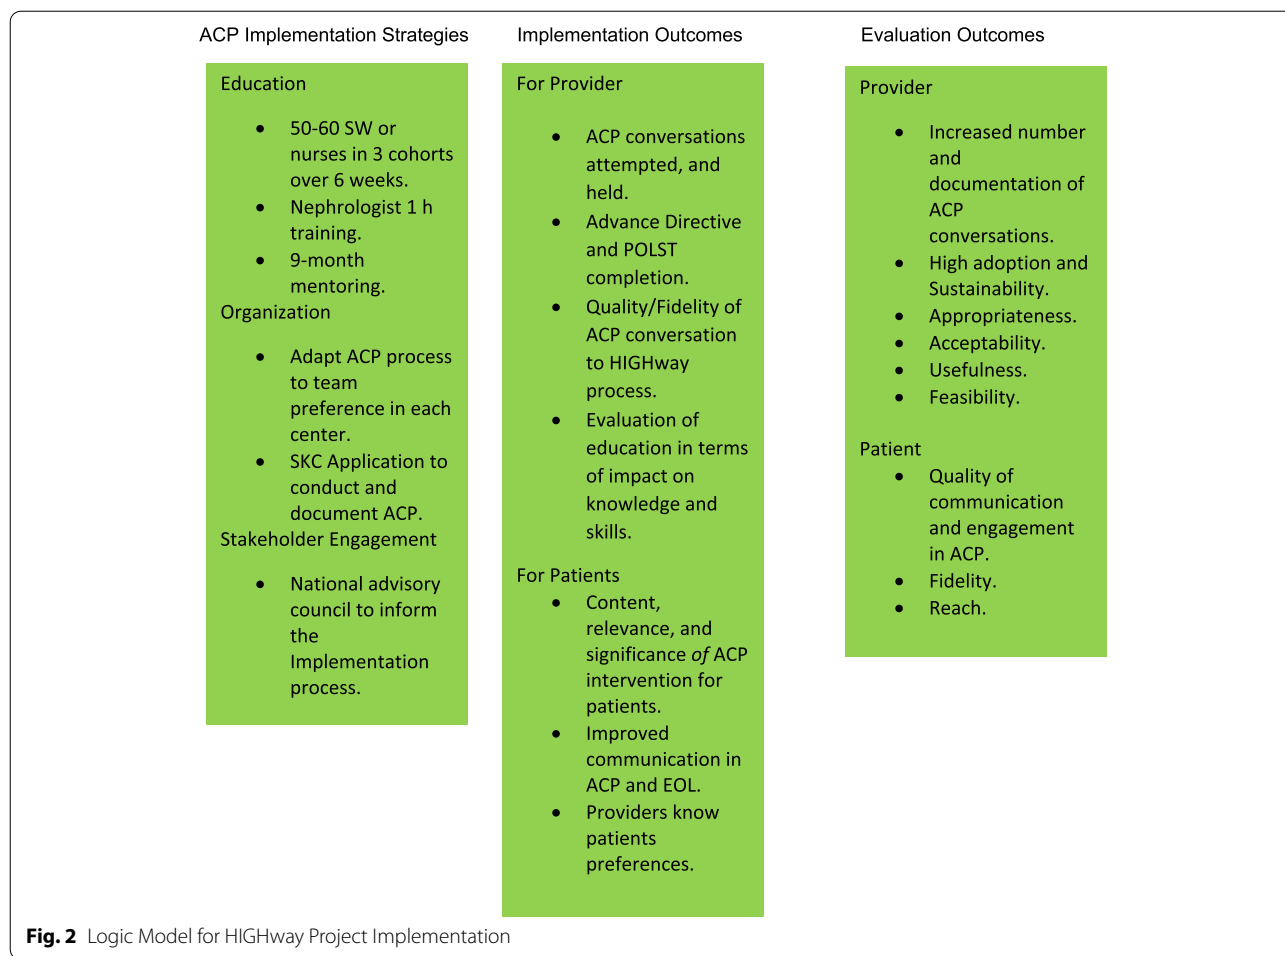 ACP Implementation Strategies
Education
• 50-60 SW or
nurses in 3 cohorts
over 6 weeks.
• Nephrologist 1 h
training.
• 9-month
mentoring.
Organization
• Adapt ACP process
to team
preference in each
center.
• SKC Application to
conduct and
document ACP.
Stakeholder Engagement
• National advisory
council to inform
the
Implementation
process.
Implementation Outcomes
For Provider
• ACP conversations
attempted, and
held.
• Advance Directive
and POLST
completion.
• Quality/Fidelity of
ACP conversation
to HIGHway
process.
• Evaluation of
education in terms
of impact on
knowledge and
skills.
For Patients
• Content,
relevance, and
significance of ACP
intervention for
patients.
• Improved
communication in
ACP and EOL.
• Providers know
patients
preferences.
Evaluation Outcomes
Provider
• Increased number
and
documentation of
ACP
conversations.
• High adoption and
Sustainability.
• Appropriateness.
• Acceptability.
• Usefulness.
• Feasibility.
Patient
• Quality of
communication
and engagement
in ACP.
• Fidelity.
• Reach.
Fig. 2 Logic Model for HIGHway Project Implementation